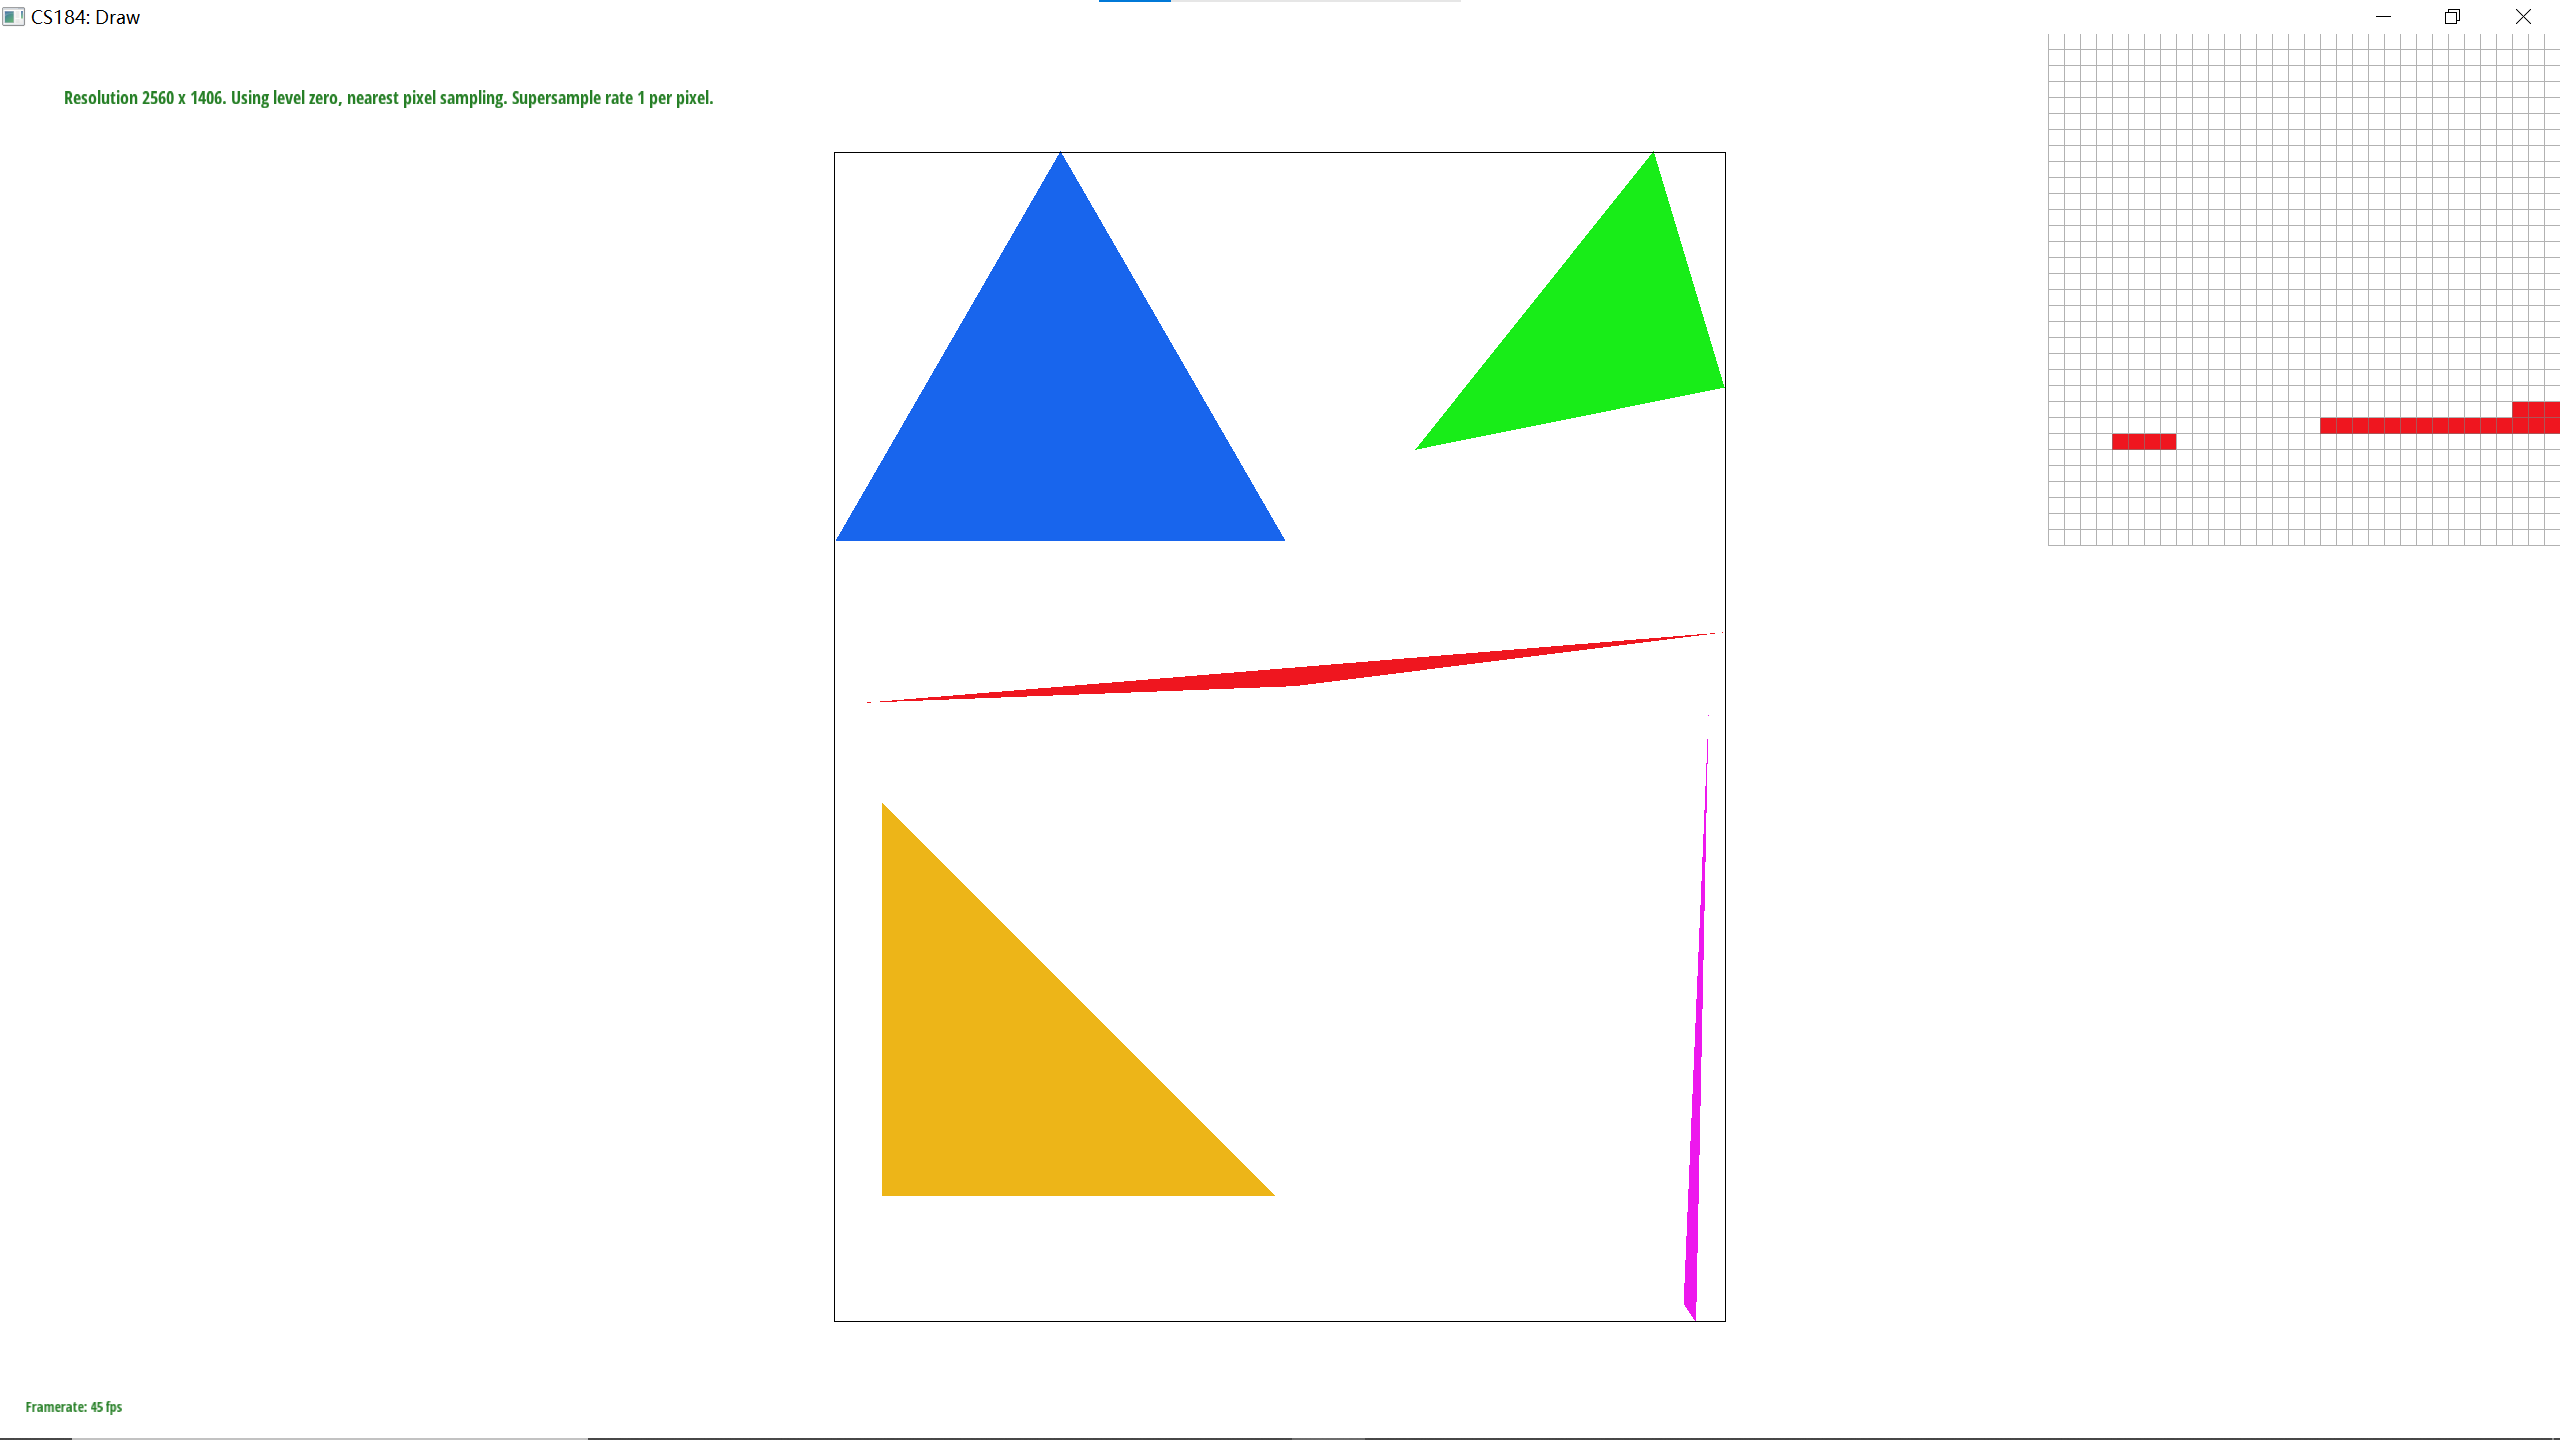 CS184: Draw
Resolution 2560 x 1406. Using level zero, nearest pixel sampling. Supersample rate 1 per pixel.
Framerate: 45 fps